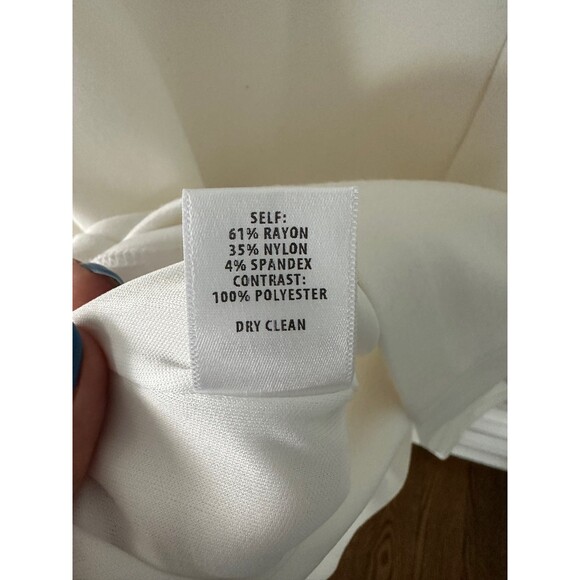 SELF:
61% RAYON
35% NYLON
4% SPANDEX
CONTRAST:
100% POLYESTER
DRY CLEAN